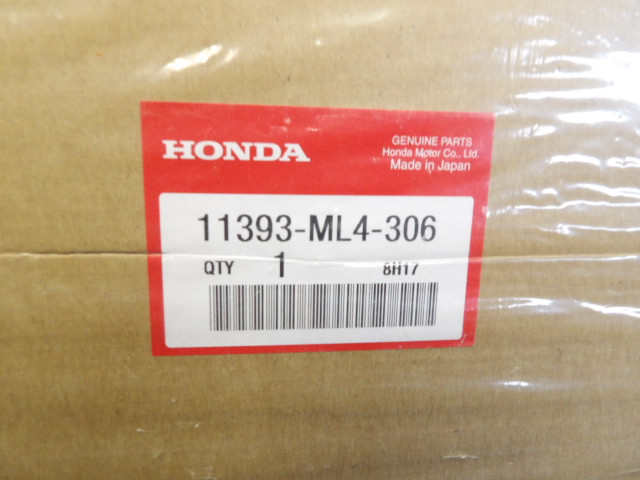 HONDA
GENUINE PARTS
Honda Motor Co., Ltd.
Made in Japan
11393-ML4-306
QTY 1 8H17